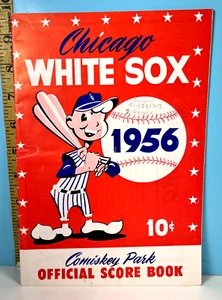 Chicago
WHITE SOX
1956
10¢
Comiskey Park
OFFICIAL SCORE BOOK